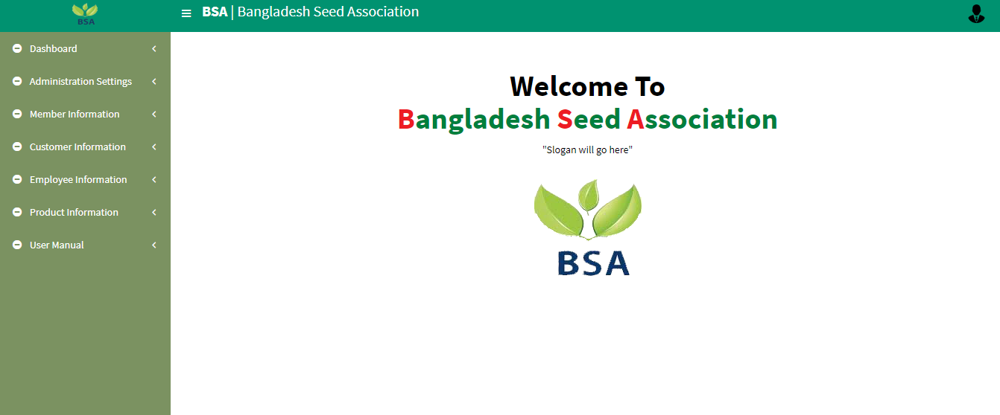 BSA
BSA | Bangladesh Seed Association
Dashboard
Administration Settings
Member Information
Customer Information
Employee Information
Product Information
User Manual
Welcome To
Bangladesh Seed Association
"Slogan will go here"
BSA